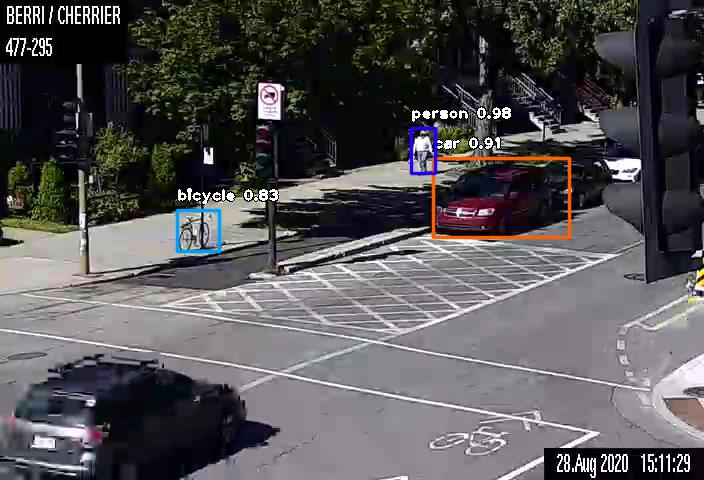 BERRI / CHERRIER
477-295
person 0.98
car 0.91
bicycle 0.83
28.Aug 2020 15:11:29